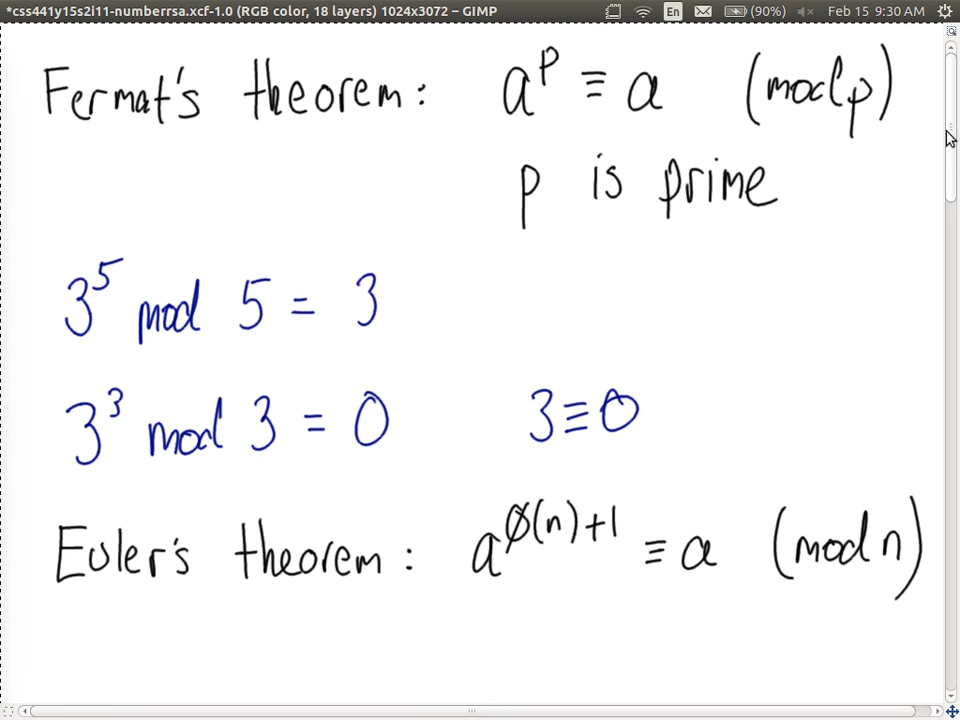 *css441y15s2i11-numberrsa.xcf-1.0 (RGB color, 18 layers) 1024x3072 – GIMP En (90%) Feb 15 9:30 AM
Fermat's theorem: a^p ≡ a (mod p)
p is prime
3^5 mod 5 = 3
3^3 mod 3 = 0 3≡0
Euler's theorem: a^(ø(n)+1) ≡ a (mod n)